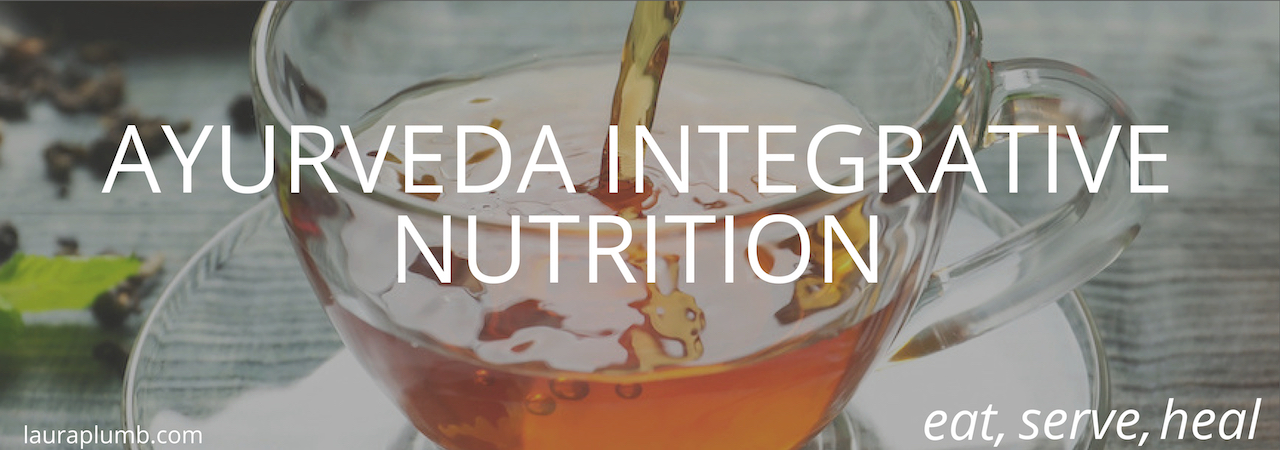 AYURVEDA INTEGRATIVE
NUTRITION
lauraplumb.com
eat, serve, heal